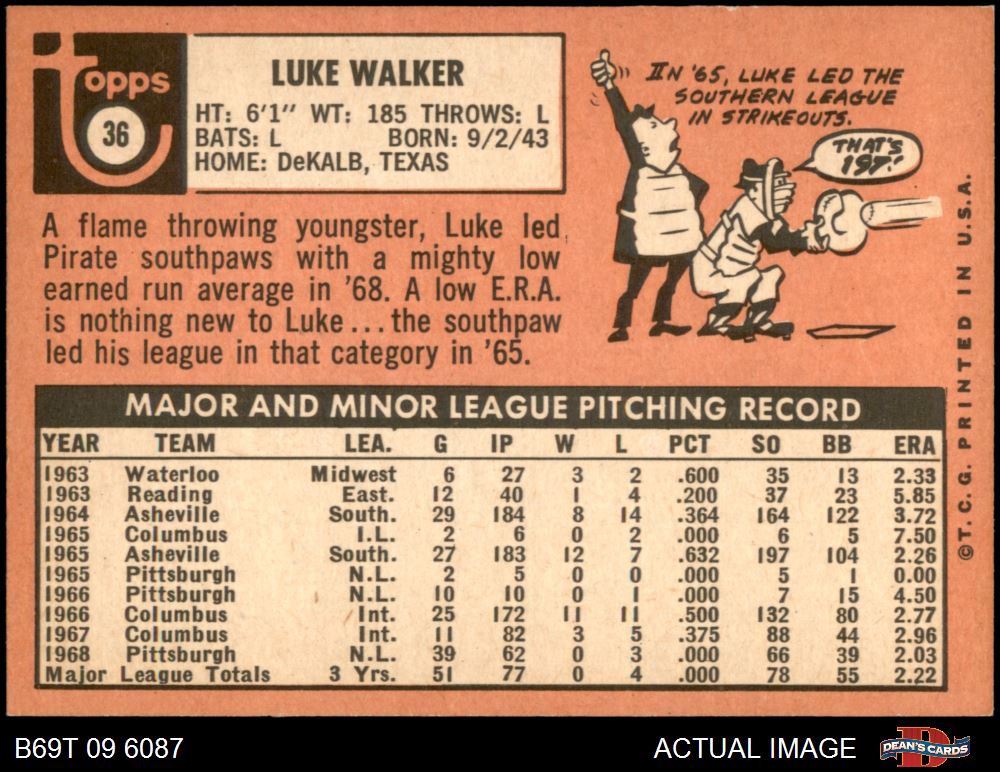 Topps
36
LUKE WALKER
HT: 6'1" WT: 185 THROWS: L
BATS: L BORN: 9/2/43
HOME: DeKALB, TEXAS
IN '65, LUKE LED THE
SOUTHERN LEAGUE
IN STRIKEOUTS.
THAT'S
197!
A flame throwing youngster, Luke led
Pirate southpaws with a mighty low
earned run average in '68. A low E.R.A.
is nothing new to Luke...the southpaw
led his league in that category in '65.
MAJOR AND MINOR LEAGUE PITCHING RECORD
YEAR TEAM LEA. G IP W L PCT SO BB ERA
1963 Waterloo Midwest 6 27 3 2 .600 35 13 2.33
1963 Reading East. 12 40 1 4 .200 37 23 5.85
1964 Asheville South. 29 184 8 14 .364 164 122 3.72
1965 Columbus I.L. 2 6 0 2 .000 6 5 7.50
1965 Asheville South. 27 183 12 7 .632 197 104 2.26
1965 Pittsburgh N.L. 2 5 0 0 .000 5 1 0.00
1966 Pittsburgh N.L. 10 10 0 1 .000 7 15 4.50
1966 Columbus Int. 25 172 11 11 .500 132 80 2.77
1967 Columbus Int. 11 82 3 5 .375 88 44 2.96
1968 Pittsburgh N.L. 39 62 0 3 .000 66 39 2.03
Major League Totals 3 Yrs. 51 77 0 4 .000 78 55 2.22
©T.C.G. PRINTED IN U.S.A.
B69T 09 6087
ACTUAL IMAGE
DEAN'S CARDS